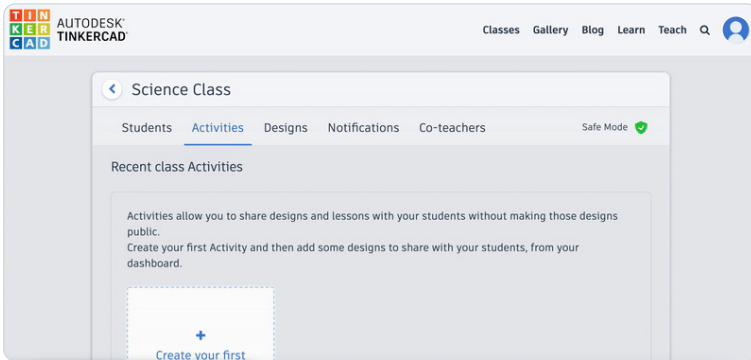 TIN
KER
CAD
AUTODESK®
TINKERCAD®
Classes Gallery Blog Learn Teach
Science Class
Students Activities Designs Notifications Co-teachers Safe Mode
Recent class Activities
Activities allow you to share designs and lessons with your students without making those designs
public.
Create your first Activity and then add some designs to share with your students, from your
dashboard.
+
Create your first